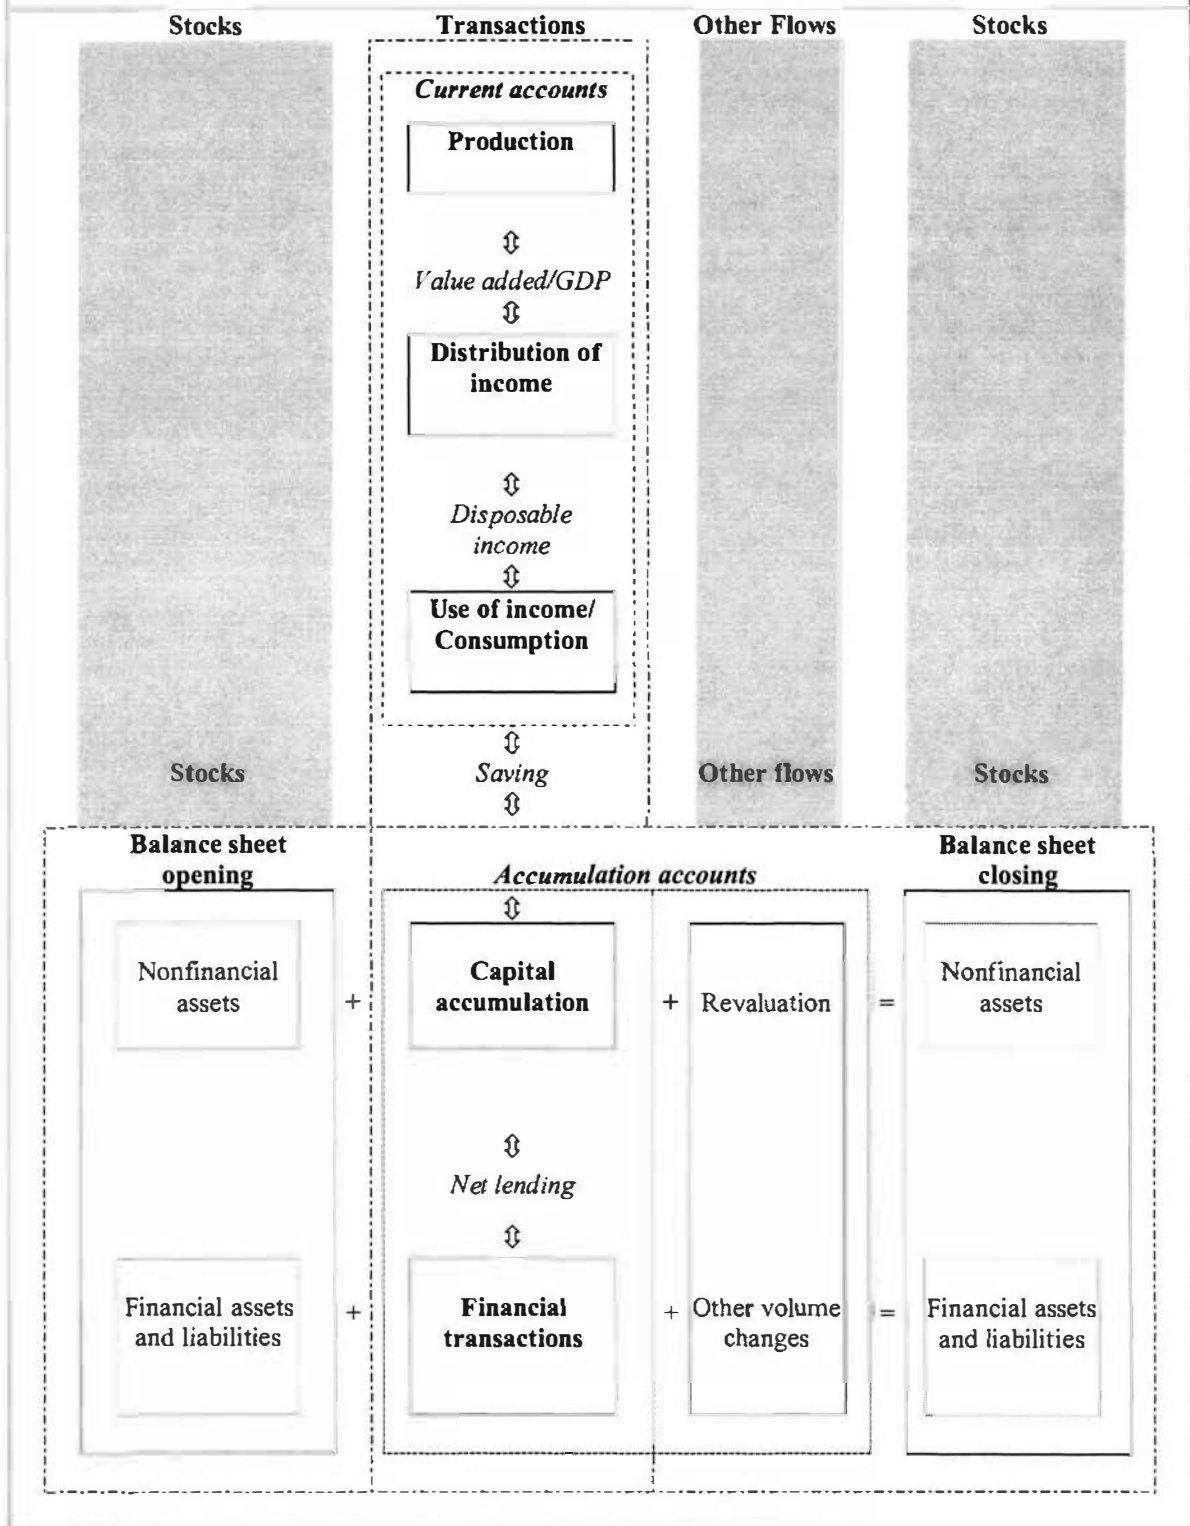 Stocks Transactions Other Flows Stocks
Current accounts
Production
⇕
Value added/GDP
⇕
Distribution of
income
⇕
Disposable
income
⇕
Use of income/
Consumption
⇕
Stocks Saving Other flows Stocks
⇕
Balance sheet
opening
Accumulation accounts
Balance sheet
closing
⇕
Nonfinancial
assets
+
Capital
accumulation
+ Revaluation =
Nonfinancial
assets
⇕
Net lending
⇕
Financial assets
and liabilities
+
Financial
transactions
+ Other volume
changes
=
Financial assets
and liabilities